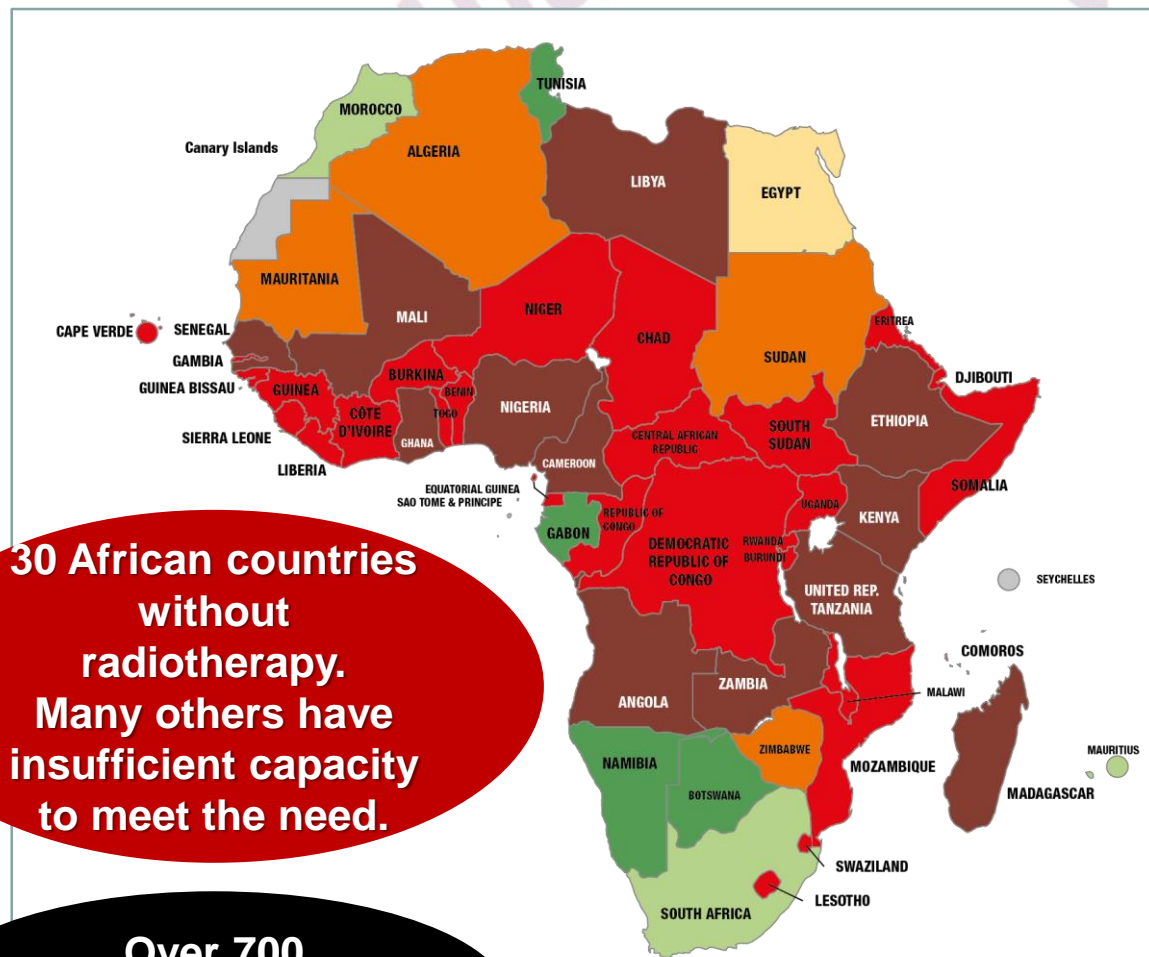 TUNISIA
MOROCCO
Canary Islands
ALGERIA
LIBYA
EGYPT
MAURITANIA
MALI
NIGER
CAPE VERDE
SENEGAL
CHAD
ERITREA
GAMBIA
SUDAN
GUINEA BISSAU
GUINEA
BURKINA
BENIN
DJIBOUTI
NIGERIA
CÔTE
D'IVOIRE
TOGO
GHANA
ETHIOPIA
SOUTH
SUDAN
SIERRA LEONE
CENTRAL AFRICAN
REPUBLIC
LIBERIA
CAMEROON
SOMALIA
EQUATORIAL GUINEA
SAO TOME & PRINCIPE
UGANDA
REPUBLIC OF
CONGO
KENYA
GABON
DEMOCRATIC
REPUBLIC OF
CONGO
RWANDA
BURUNDI
UNITED REP.
TANZANIA
SEYCHELLES
COMOROS
ANGOLA
ZAMBIA
MALAWI
NAMIBIA
ZIMBABWE
MOZAMBIQUE
MAURITIUS
BOTSWANA
MADAGASCAR
SWAZILAND
LESOTHO
SOUTH AFRICA
30 African countries
without
radiotherapy.
Many others have
insufficient capacity
to meet the need.
Over 700